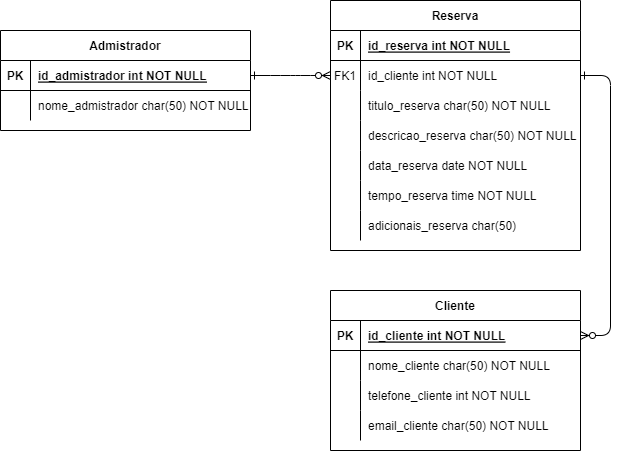 Admistrador
PK id_admistrador int NOT NULL
nome_admistrador char(50) NOT NULL
Reserva
PK id_reserva int NOT NULL
FK1 id_cliente int NOT NULL
titulo_reserva char(50) NOT NULL
descricao_reserva char(50) NOT NULL
data_reserva date NOT NULL
tempo_reserva time NOT NULL
adicionais_reserva char(50)
Cliente
PK id_cliente int NOT NULL
nome_cliente char(50) NOT NULL
telefone_cliente int NOT NULL
email_cliente char(50) NOT NULL